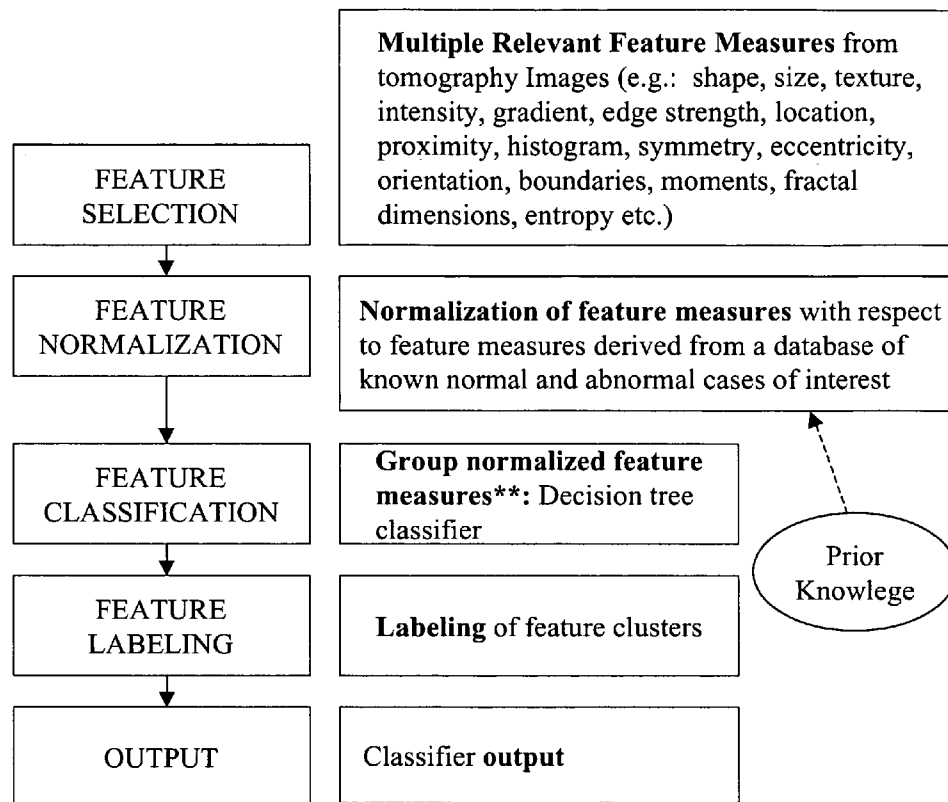 FEATURE
SELECTION
Multiple Relevant Feature Measures from
tomography Images (e.g.: shape, size, texture,
intensity, gradient, edge strength, location,
proximity, histogram, symmetry, eccentricity,
orientation, boundaries, moments, fractal
dimensions, entropy etc.)
FEATURE
NORMALIZATION
Normalization of feature measures with respect
to feature measures derived from a database of
known normal and abnormal cases of interest
FEATURE
CLASSIFICATION
Group normalized feature
measures**: Decision tree
classifier
Prior
Knowlege
FEATURE
LABELING
Labeling of feature clusters
OUTPUT
Classifier output